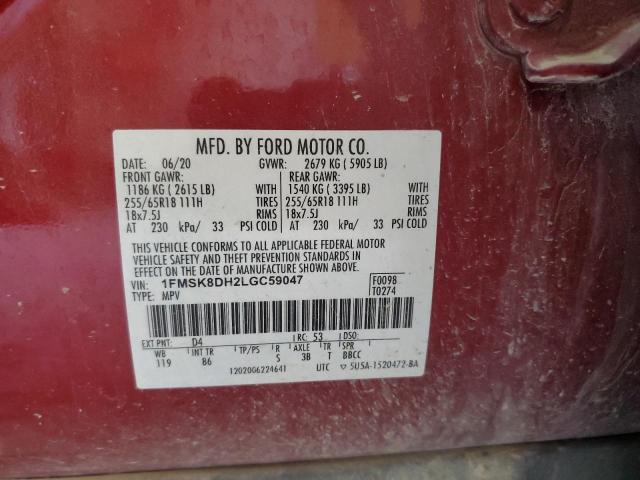 MFD. BY FORD MOTOR CO.
DATE: 06/20 GVWR: 2679 KG ( 5905 LB)
FRONT GAWR: REAR GAWR:
1186 KG ( 2615 LB) WITH 1540 KG ( 3395 LB) WITH
255/65R18 111H TIRES 255/65R18 111H TIRES
18x7.5J RIMS 18x7.5J RIMS
AT 230 kPa/ 33 PSI COLD AT 230 kPa/ 33 PSI COLD
THIS VEHICLE CONFORMS TO ALL APPLICABLE FEDERAL MOTOR
VEHICLE SAFETY AND THEFT PREVENTION STANDARDS IN
EFFECT ON THE DATE OF MANUFACTURE SHOWN ABOVE.
VIN: 1FMSK8DH2LGC59047 F0098
TYPE: MPV T0274
EXT PNT: D4 RC: 53 DSO:
WB INT TR TP/PS R AXLE TR SPR
119 86 S 3B T BBCC
1202006224641 UTC ▽ 5U5A-1520472-BA